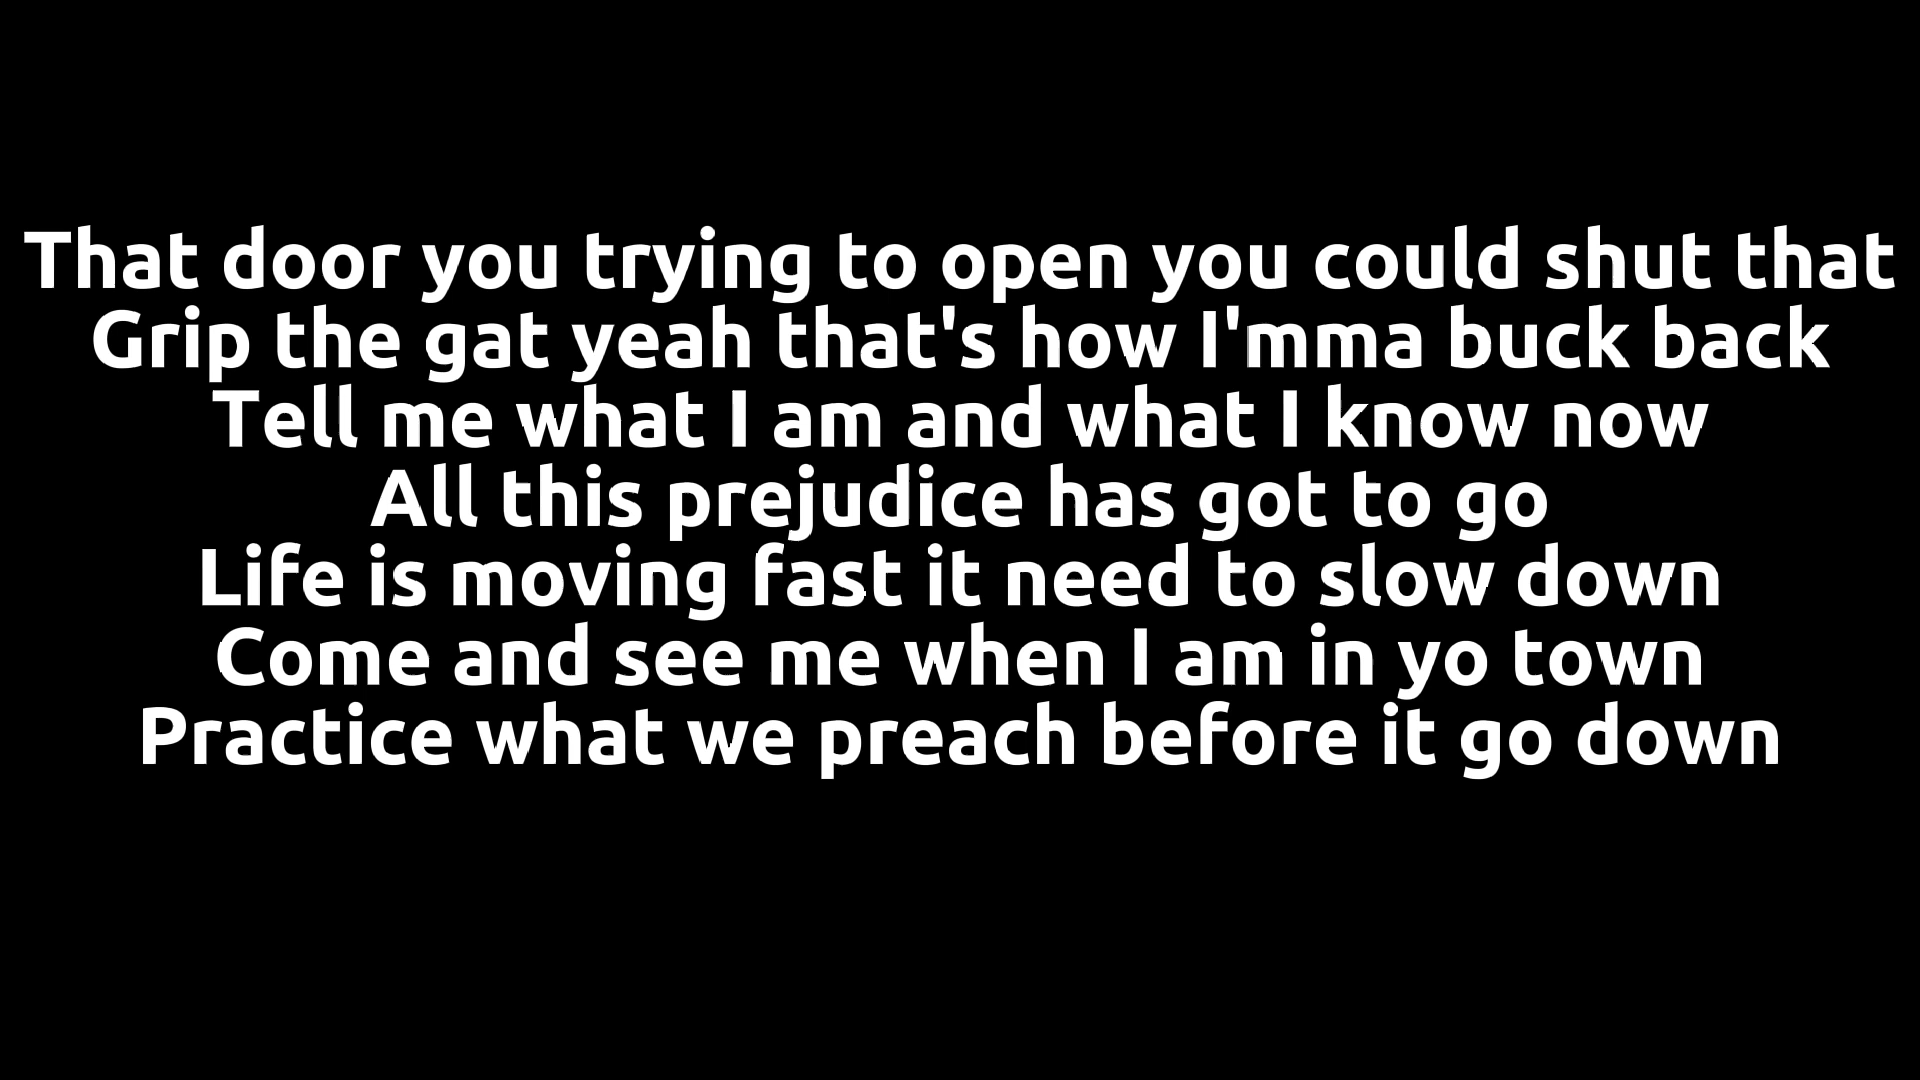 That door you trying to open you could shut that
Grip the gat yeah that's how I'mma buck back
Tell me what I am and what I know now
All this prejudice has got to go
Life is moving fast it need to slow down
Come and see me when I am in yo town
Practice what we preach before it go down